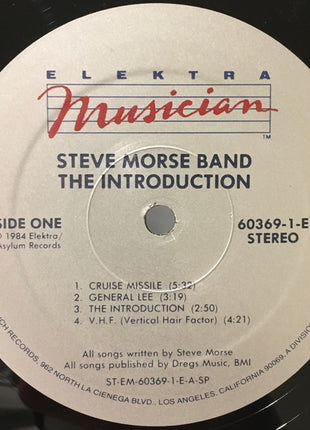 ELEKTRA
Musician
TM
STEVE MORSE BAND
THE INTRODUCTION
SIDE ONE
1984 Elektra/
Asylum Records
60369-1-E
STEREO
1. CRUISE MISSILE (5:32)
2. GENERAL LEE (3:19)
3. THE INTRODUCTION (2:50)
4. V.H.F. (Vertical Hair Factor) (4:21)
All songs written by Steve Morse
All songs published by Dregs Music, BMI
ST-EM-60369-1-E-A-SP
RECORDS, 962 NORTH LA CIENEGA BLVD., LOS ANGELES, CALIFORNIA 90069, A DIVISION